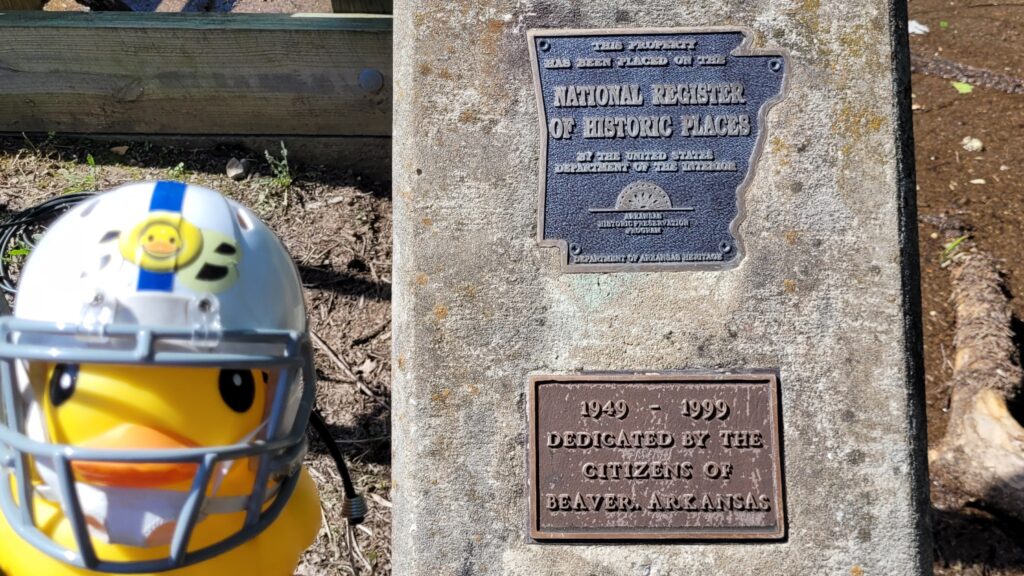 THIS PROPERTY
HAS BEEN PLACED ON THE
NATIONAL REGISTER
OF HISTORIC PLACES
BY THE UNITED STATES
DEPARTMENT OF THE INTERIOR
ARKANSAS
HISTORIC PRESERVATION
PROGRAM
DEPARTMENT OF ARKANSAS HERITAGE
1949 - 1999
DEDICATED BY THE
CITIZENS OF
BEAVER, ARKANSAS